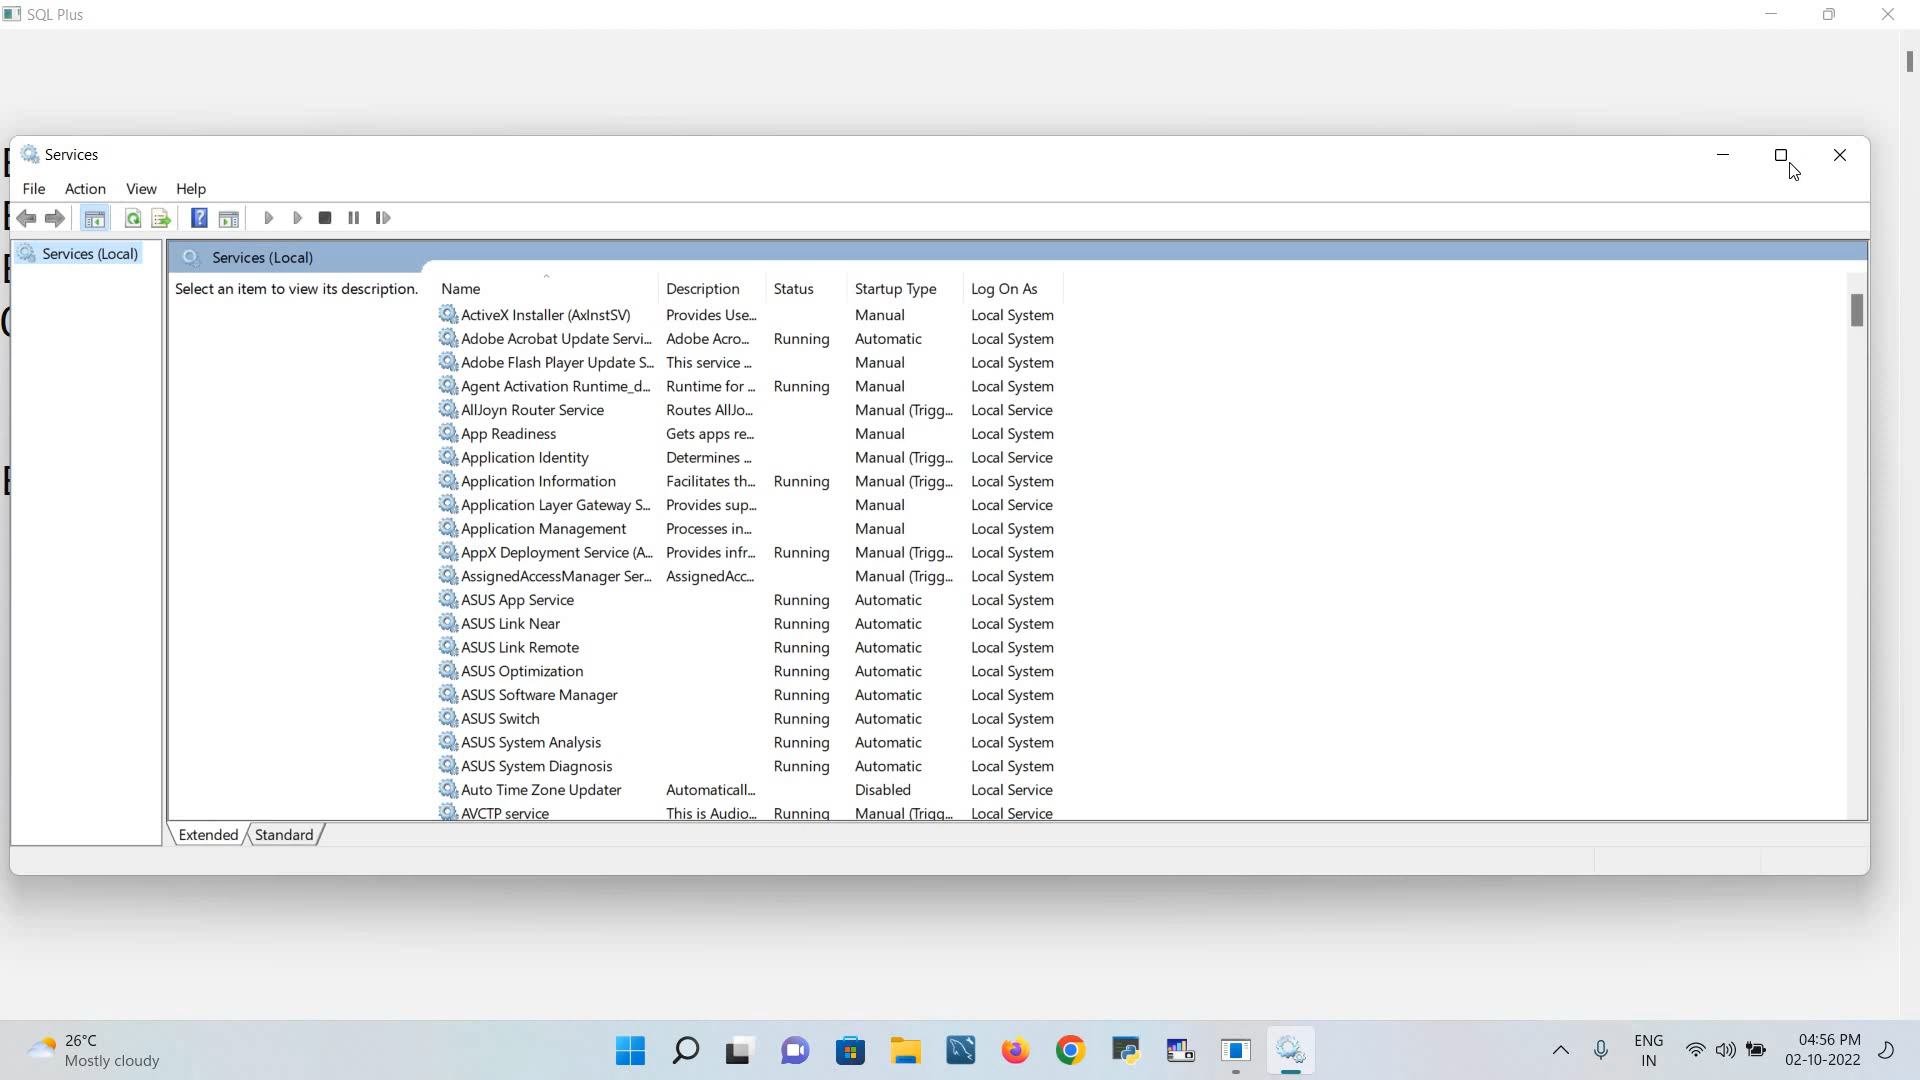 SQL Plus
Services
File Action View Help
Services (Local)
Services (Local)
Select an item to view its description.
Name Description Status Startup Type Log On As
ActiveX Installer (AxInstSV) Provides Use... Manual Local System
Adobe Acrobat Update Servi... Adobe Acro... Running Automatic Local System
Adobe Flash Player Update S... This service ... Manual Local System
Agent Activation Runtime_d... Runtime for ... Running Manual Local System
AllJoyn Router Service Routes AllJo... Manual (Trigg... Local Service
App Readiness Gets apps re... Manual Local System
Application Identity Determines ... Manual (Trigg... Local Service
Application Information Facilitates th... Running Manual (Trigg... Local System
Application Layer Gateway S... Provides sup... Manual Local Service
Application Management Processes in... Manual Local System
AppX Deployment Service (A... Provides infr... Running Manual (Trigg... Local System
AssignedAccessManager Ser... AssignedAcc... Manual (Trigg... Local System
ASUS App Service Running Automatic Local System
ASUS Link Near Running Automatic Local System
ASUS Link Remote Running Automatic Local System
ASUS Optimization Running Automatic Local System
ASUS Software Manager Running Automatic Local System
ASUS Switch Running Automatic Local System
ASUS System Analysis Running Automatic Local System
ASUS System Diagnosis Running Automatic Local System
Auto Time Zone Updater Automaticall... Disabled Local Service
AVCTP service This is Audio... Running Manual (Trigg... Local Service
Extended Standard
26°C
Mostly cloudy
ENG
IN
04:56 PM
02-10-2022